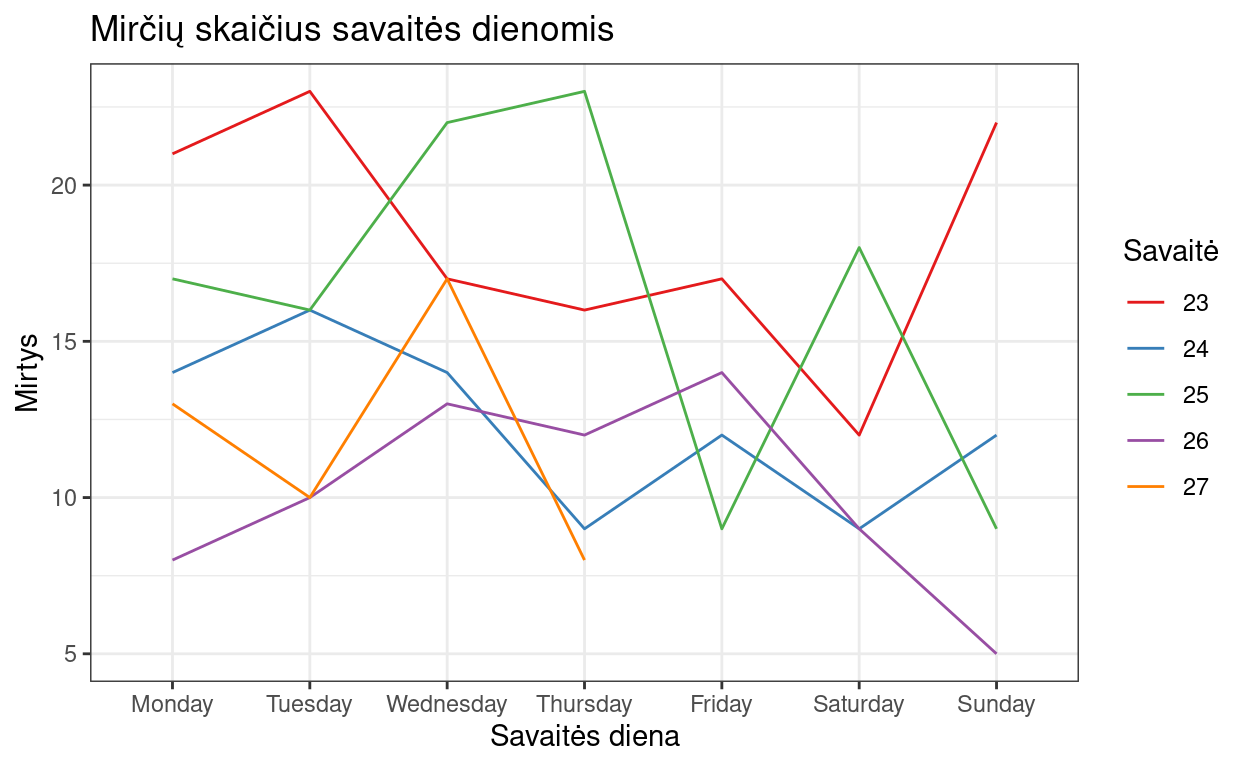 Mirčių skaičius savaitės dienomis
Mirtys
20
15
10
5
Monday Tuesday Wednesday Thursday Friday Saturday Sunday
Savaitės diena
Savaitė
23
24
25
26
27